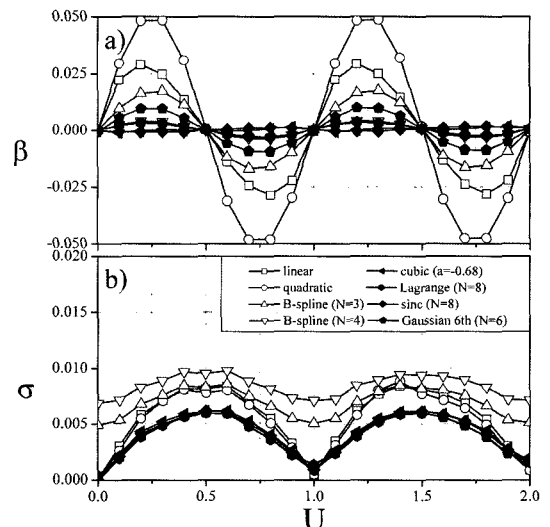 0.050
a)
0.025
0.000
β
-0.025
-0.050
0.020
b)
linear
cubic (a=-0.68)
quadratic
Lagrange (N=8)
B-spline (N=3)
sinc (N=8)
B-spline (N=4)
Gaussian 6th (N=6)
0.015
0.010
σ
0.005
0.000
0.0
0.5
1.0
1.5
2.0
U